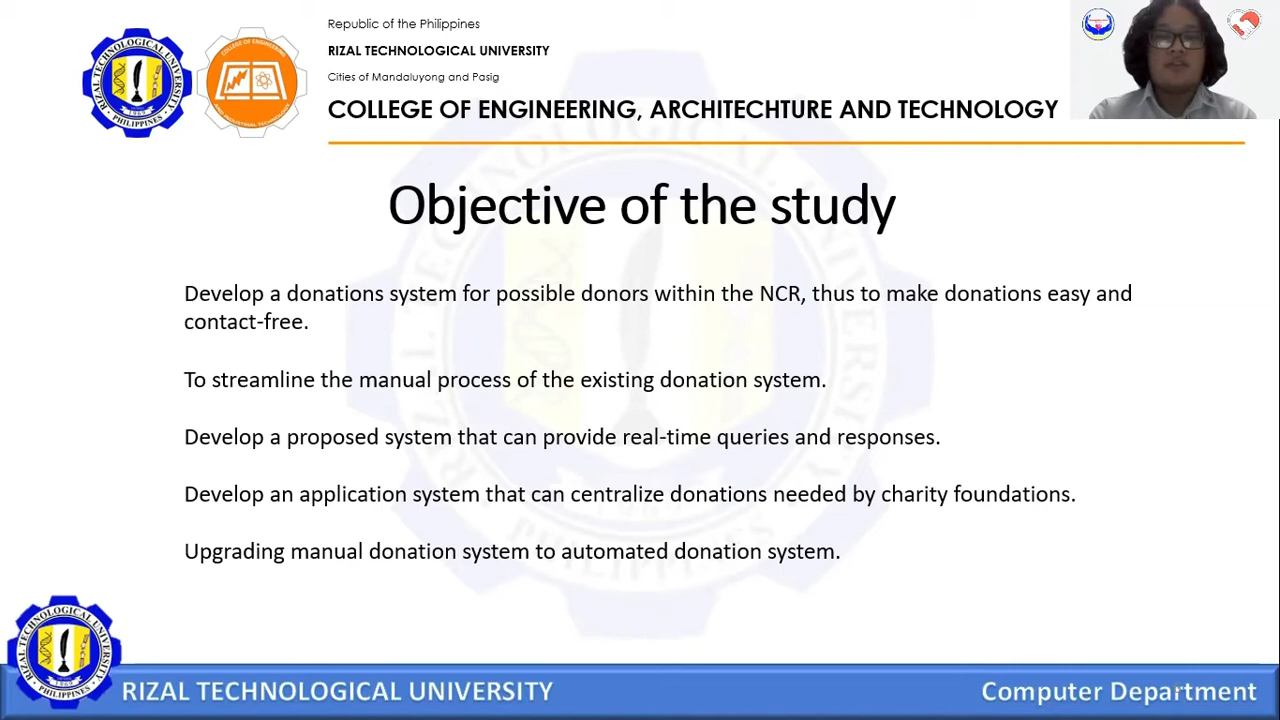 Republic of the Philippines
RIZAL TECHNOLOGICAL UNIVERSITY
Cities of Mandaluyong and Pasig
COLLEGE OF ENGINEERING, ARCHITECHTURE AND TECHNOLOGY
Objective of the study
Develop a donations system for possible donors within the NCR, thus to make donations easy and
contact-free.
To streamline the manual process of the existing donation system.
Develop a proposed system that can provide real-time queries and responses.
Develop an application system that can centralize donations needed by charity foundations.
Upgrading manual donation system to automated donation system.
RIZAL TECHNOLOGICAL UNIVERSITY
Computer Department